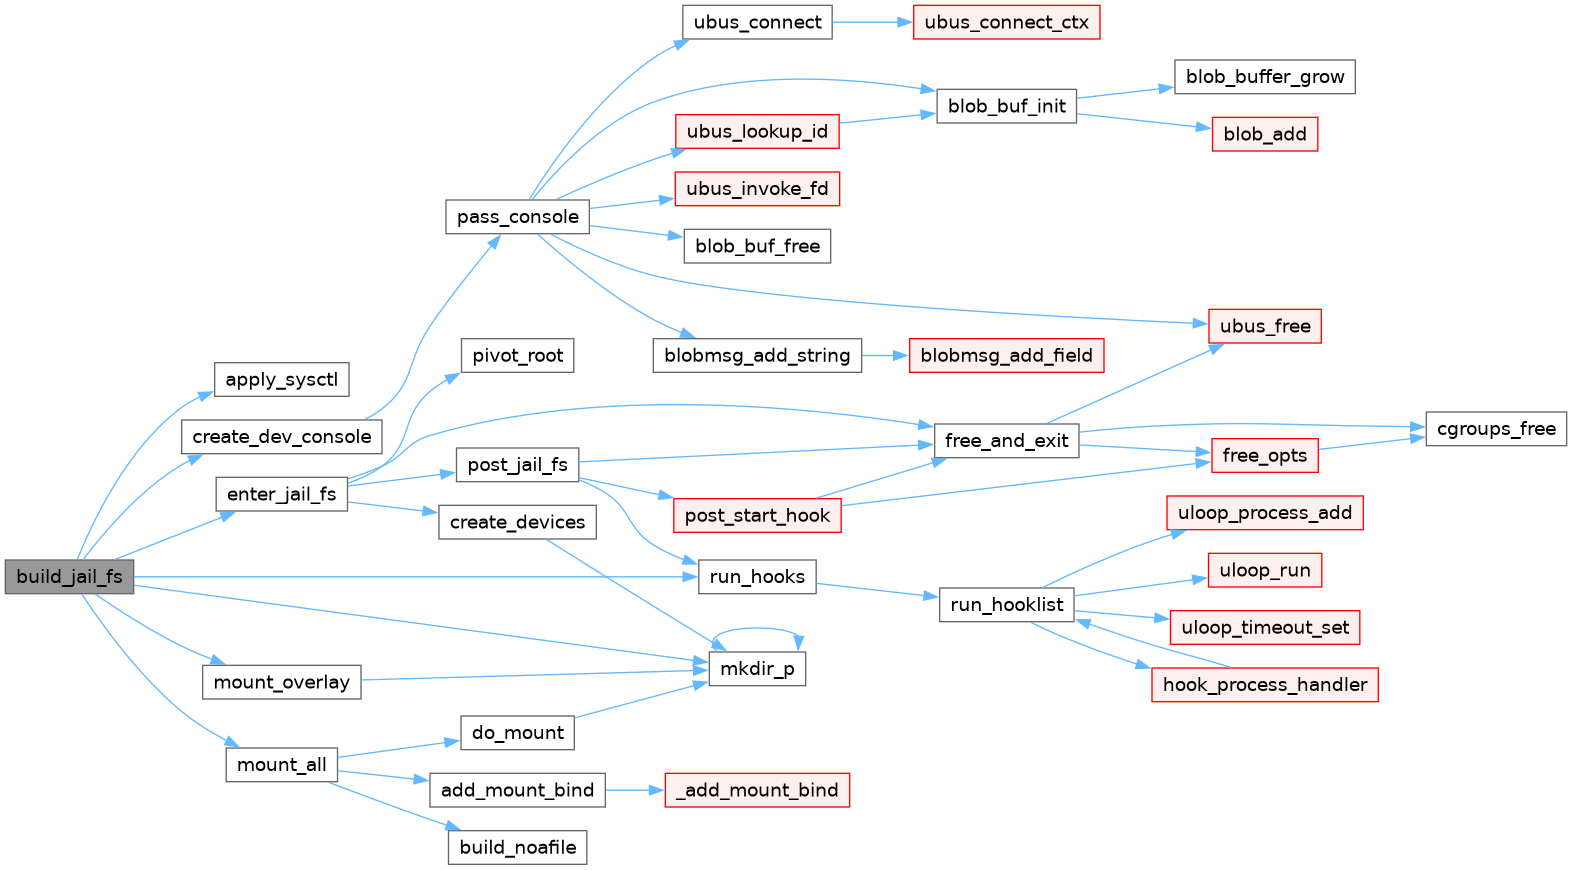 ubus_connect
ubus_connect_ctx
blob_buffer_grow
blob_buf_init
ubus_lookup_id
blob_add
ubus_invoke_fd
pass_console
blob_buf_free
ubus_free
pivot_root
blobmsg_add_string
blobmsg_add_field
apply_sysctl
create_dev_console
free_and_exit
cgroups_free
post_jail_fs
free_opts
enter_jail_fs
post_start_hook
uloop_process_add
create_devices
uloop_run
build_jail_fs
run_hooks
run_hooklist
uloop_timeout_set
mkdir_p
mount_overlay
hook_process_handler
do_mount
mount_all
add_mount_bind
_add_mount_bind
build_noafile